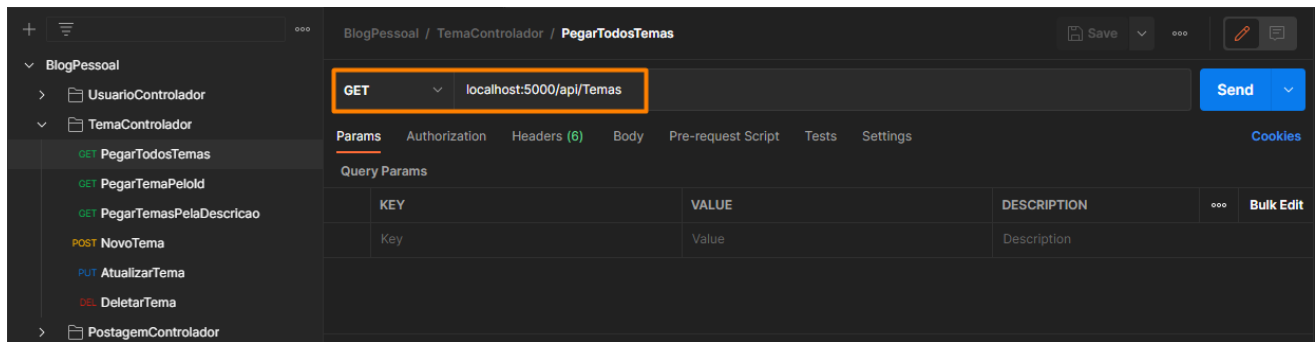 BlogPessoal / TemaControlador / PegarTodosTemas
Save
BlogPessoal
UsuarioControlador
TemaControlador
GET PegarTodosTemas
GET PegarTemaPeloId
GET PegarTemasPelaDescricao
POST NovoTema
PUT AtualizarTema
DEL DeletarTema
PostagemControlador
GET localhost:5000/api/Temas
Send
Params Authorization Headers (6) Body Pre-request Script Tests Settings Cookies
Query Params
KEY VALUE DESCRIPTION Bulk Edit
Key Value Description